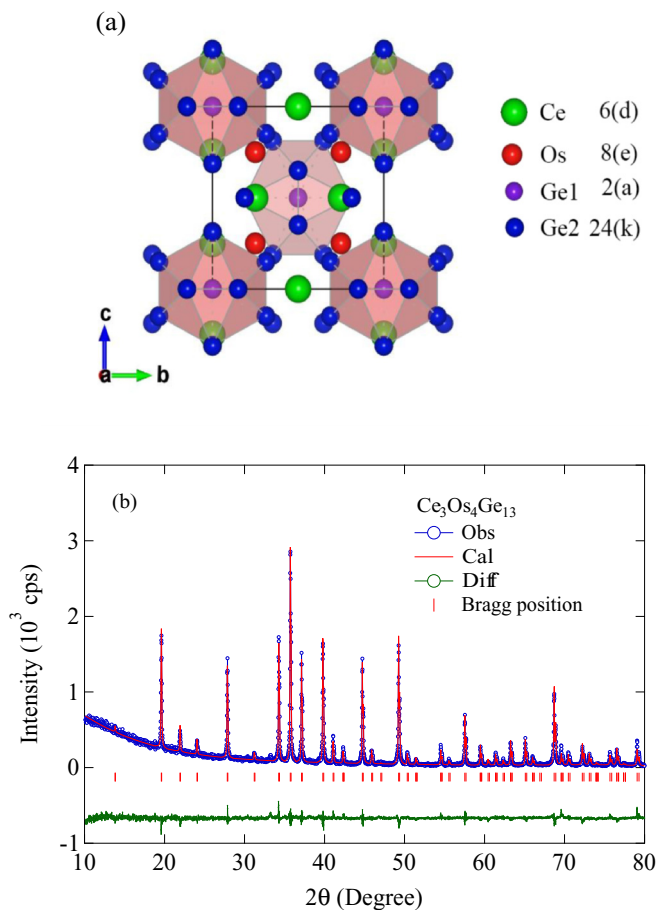 (a)
Ce 6(d)
Os 8(e)
Ge1 2(a)
Ge2 24(k)
c
a b
4
3
2
1
0
-1
Intensity (10³ cps)
(b)
Ce₃Os₄Ge₁₃
Obs
Cal
Diff
Bragg position
10 20 30 40 50 60 70 80
2θ (Degree)